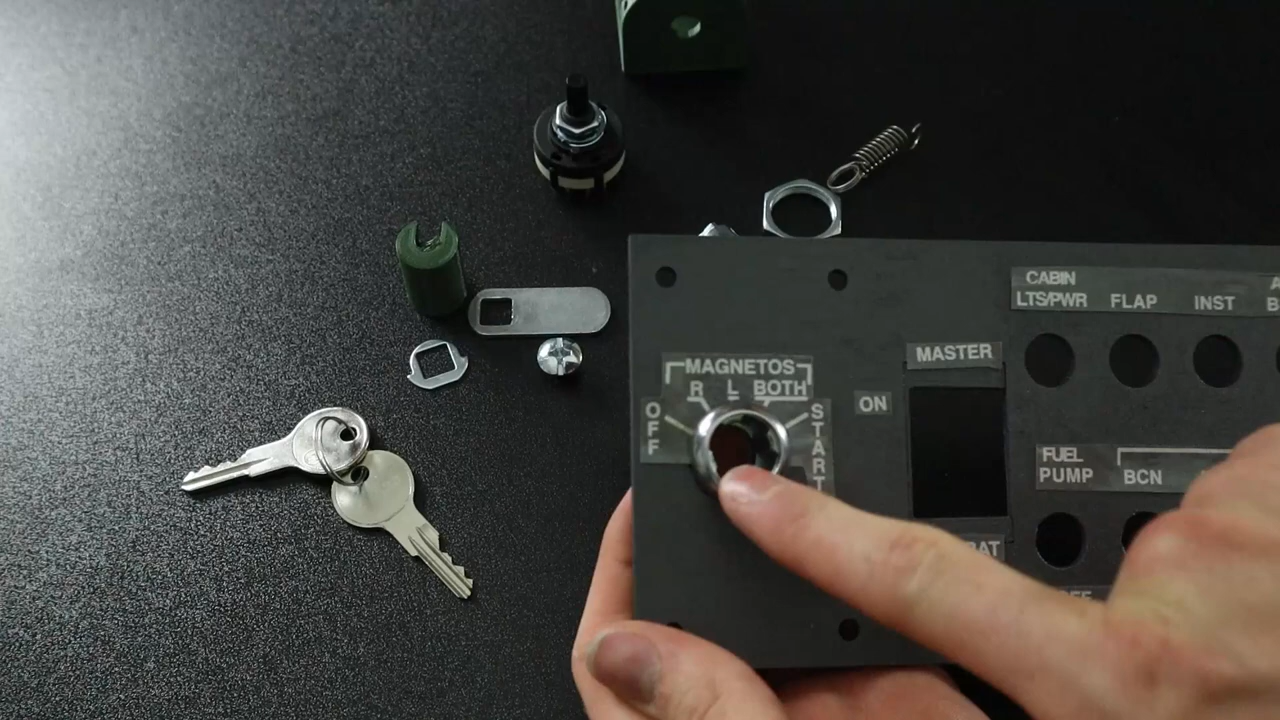 CABIN
LTS/PWR FLAP INST
MAGNETOS
R L BOTH
OFF
START
ON
MASTER
FUEL
PUMP BCN